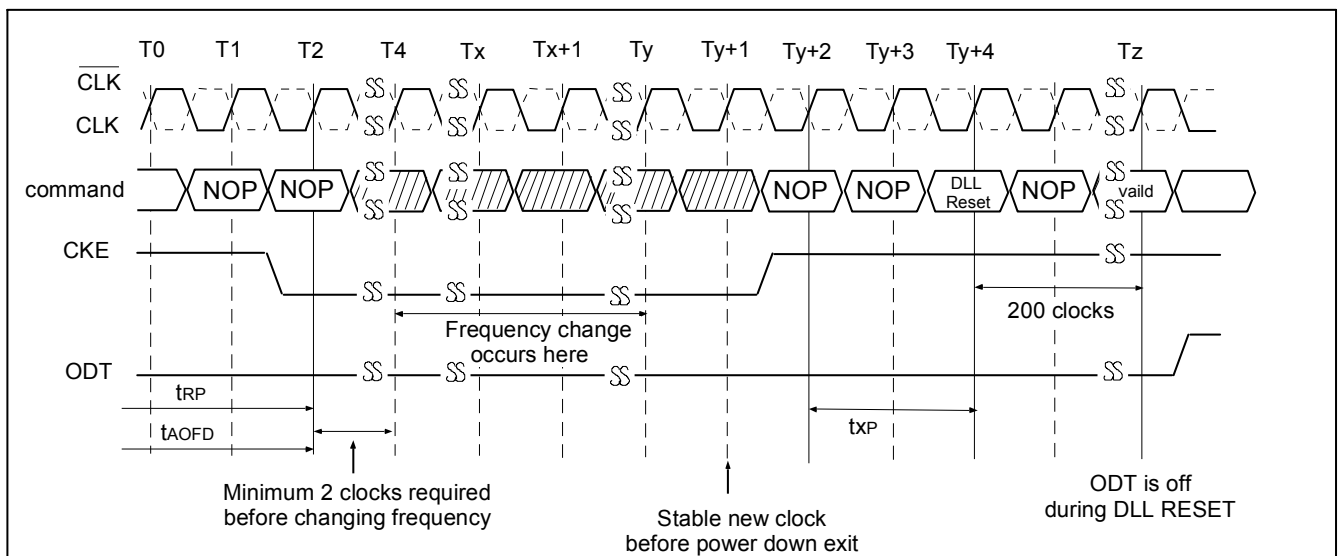 T0 T1 T2 T4 Tx Tx+1 Ty Ty+1 Ty+2 Ty+3 Ty+4 Tz
CLK
CLK
command NOP NOP NOP NOP DLL Reset NOP vaild
CKE
Frequency change
occurs here
200 clocks
ODT
tRP
tAOFD
tXP
Minimum 2 clocks required
before changing frequency
Stable new clock
before power down exit
ODT is off
during DLL RESET